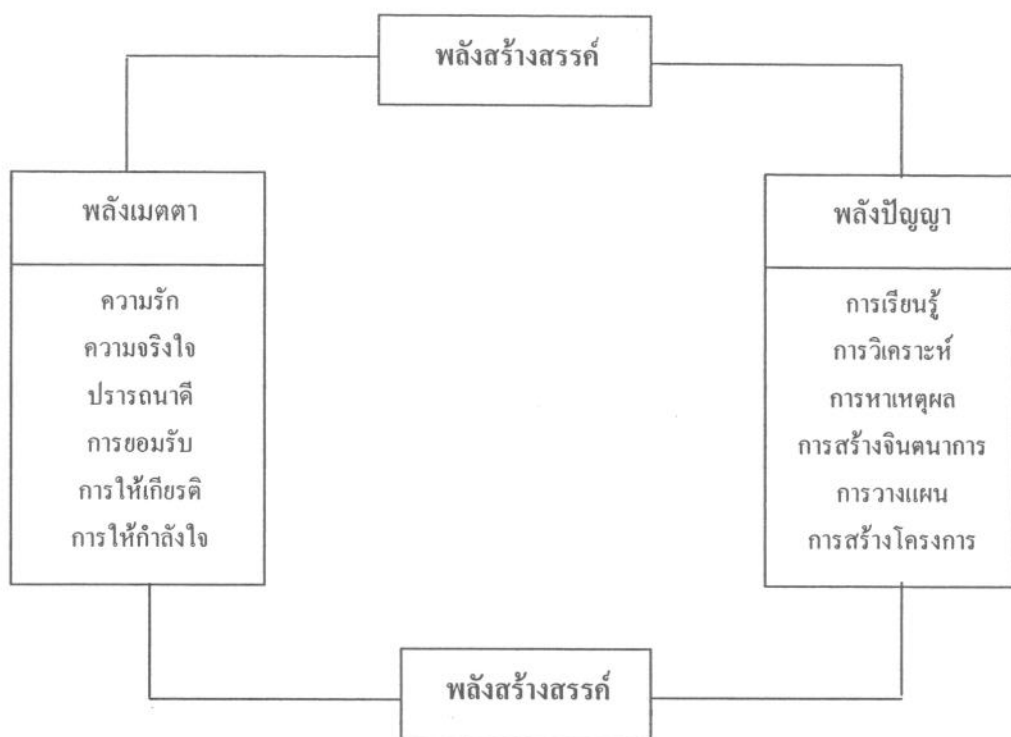 พลังสร้างสรรค์
พลังเมตตา
ความรัก
ความจริงใจ
ปรารถนาดี
การยอมรับ
การให้เกียรติ
การให้กำลังใจ
พลังปัญญา
การเรียนรู้
การวิเคราะห์
การหาเหตุผล
การสร้างจินตนาการ
การวางแผน
การสร้างโครงการ
พลังสร้างสรรค์